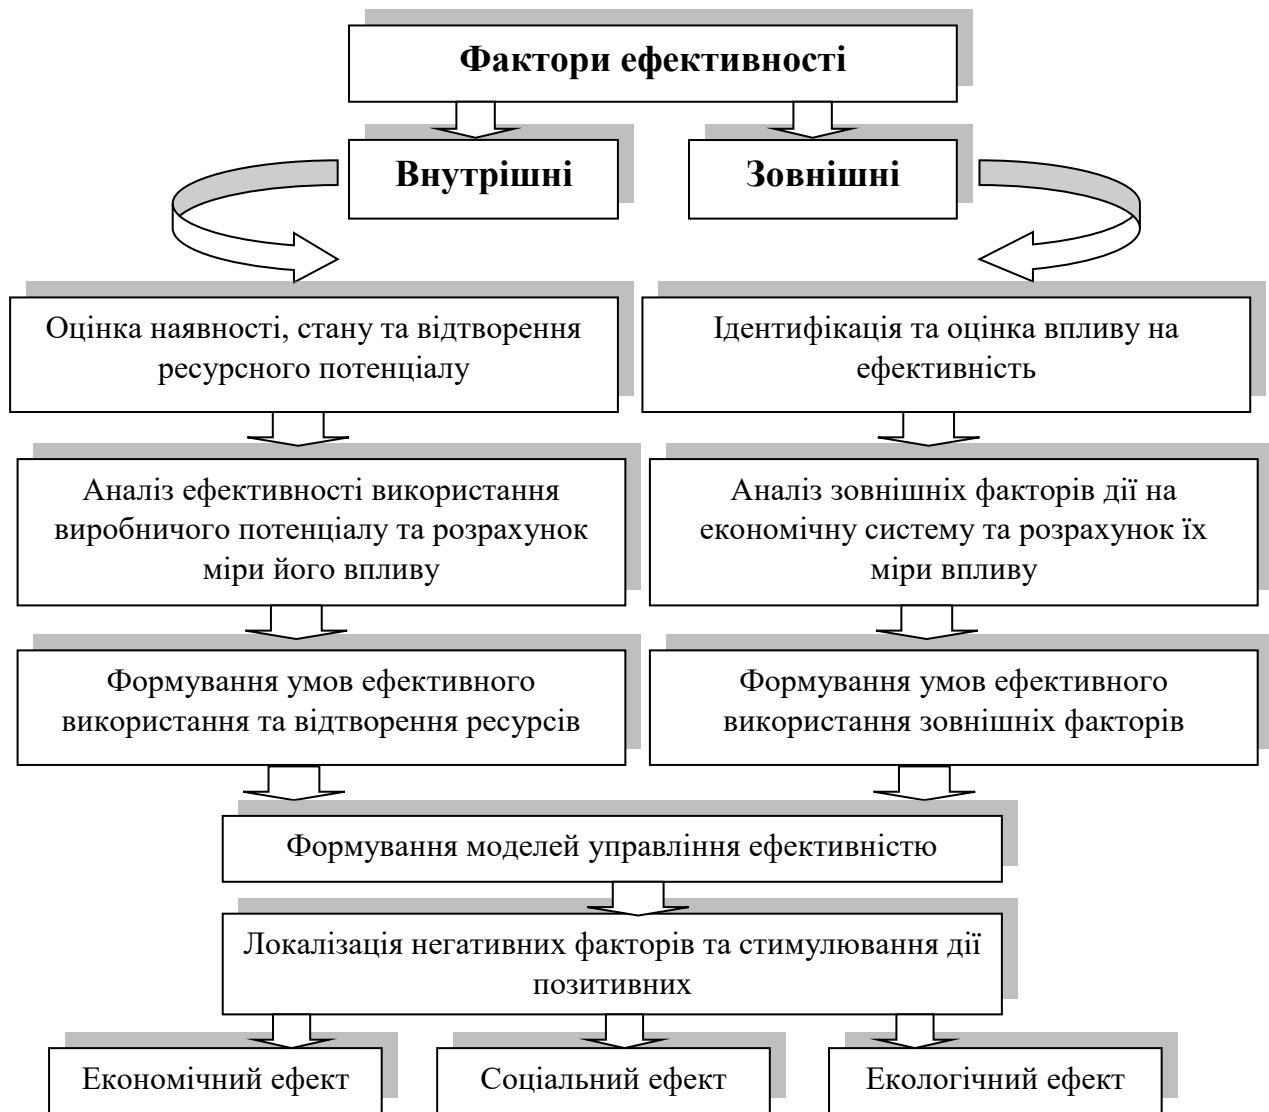 Фактори ефективності
Внутрішні
Зовнішні
Оцінка наявності, стану та відтворення
ресурсного потенціалу
Ідентифікація та оцінка впливу на
ефективність
Аналіз ефективності використання
виробничого потенціалу та розрахунок
міри його впливу
Аналіз зовнішніх факторів дії на
економічну систему та розрахунок їх
міри впливу
Формування умов ефективного
використання та відтворення ресурсів
Формування умов ефективного
використання зовнішніх факторів
Формування моделей управління ефективністю
Локалізація негативних факторів та стимулювання дії
позитивних
Економічний ефект
Соціальний ефект
Екологічний ефект